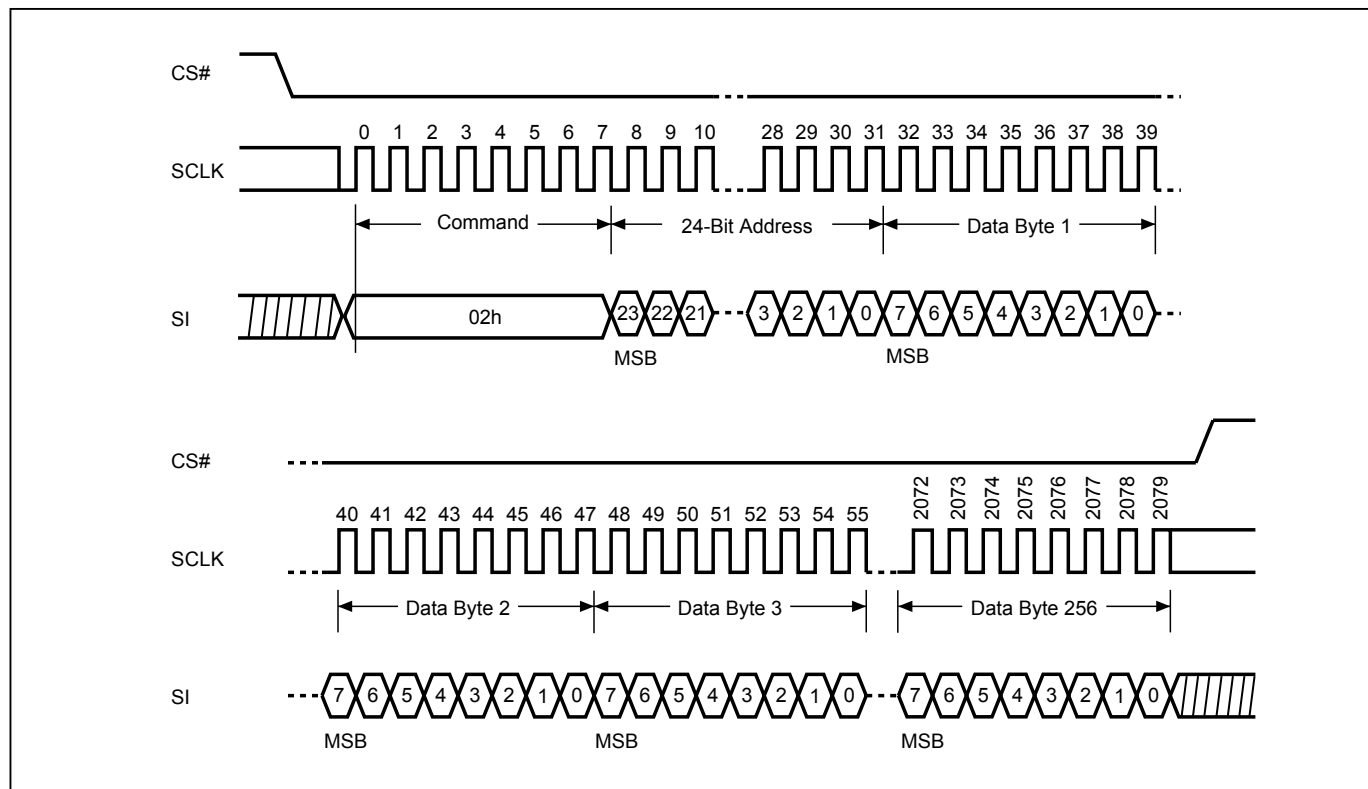 CS#
0 1 2 3 4 5 6 7 8 9 10 28 29 30 31 32 33 34 35 36 37 38 39
SCLK
Command 24-Bit Address Data Byte 1
SI 02h 23 22 21 3 2 1 0 7 6 5 4 3 2 1 0
MSB MSB
CS#
40 41 42 43 44 45 46 47 48 49 50 51 52 53 54 55 2072 2073 2074 2075 2076 2077 2078 2079
SCLK
Data Byte 2 Data Byte 3 Data Byte 256
SI 7 6 5 4 3 2 1 0 7 6 5 4 3 2 1 0 7 6 5 4 3 2 1 0
MSB MSB MSB